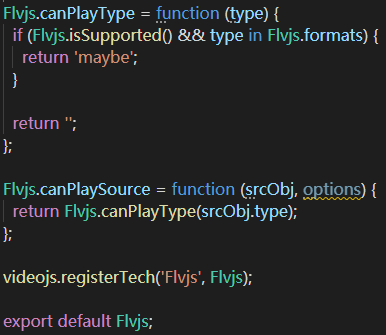 Flvjs.canPlayType = function (type) {
if (Flvjs.isSupported() && type in Flvjs.formats) {
return 'maybe';
}
return '';
};
Flvjs.canPlaySource = function (srcObj, options) {
return Flvjs.canPlayType(srcObj.type);
};
videojs.registerTech('Flvjs', Flvjs);
export default Flvjs;